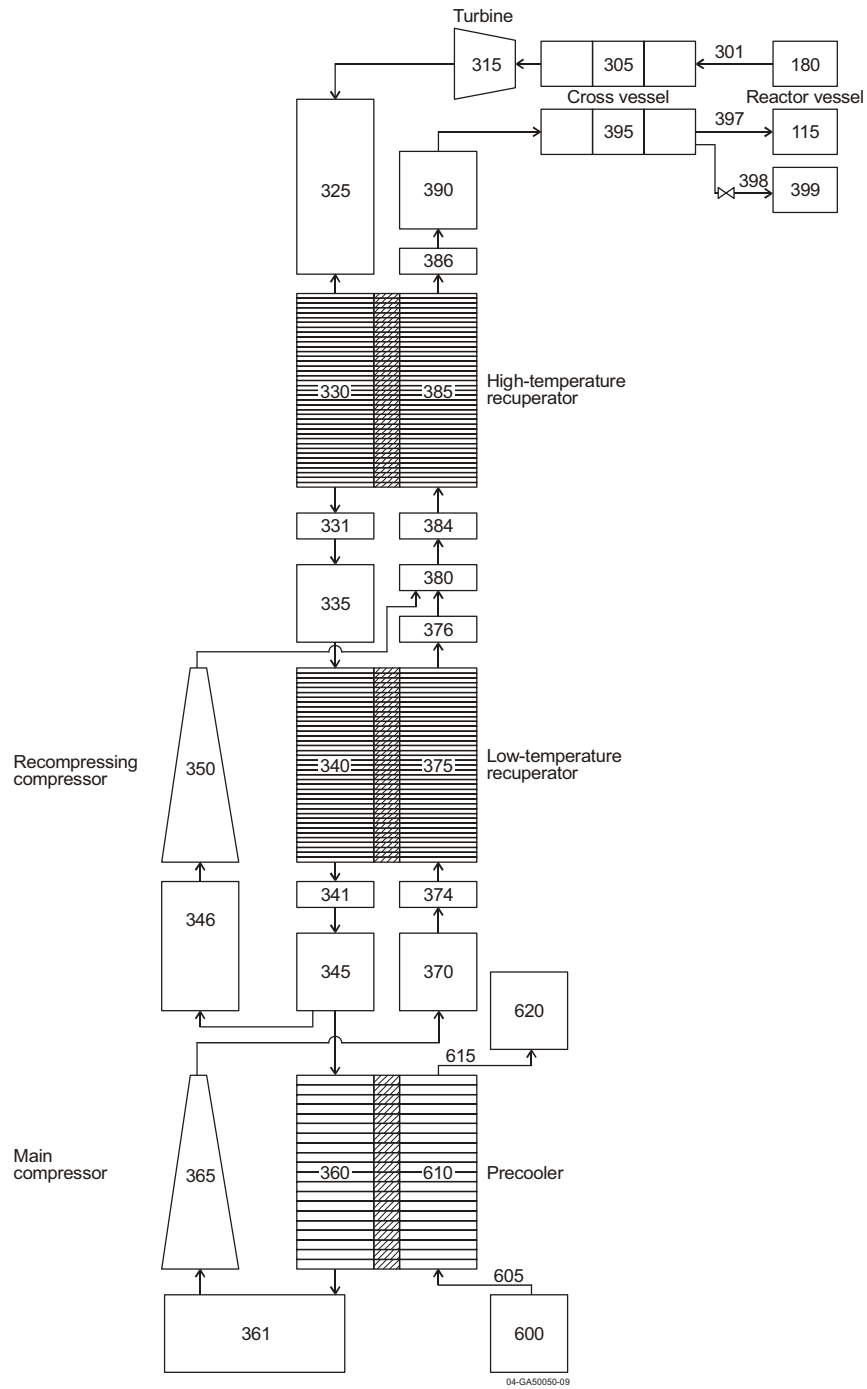 Turbine
315
305
301
180
Cross vessel
Reactor vessel
395
397
115
398
399
325
390
386
330
385
High-temperature
recuperator
331
384
380
335
376
Recompressing
compressor
350
340
375
Low-temperature
recuperator
341
374
346
345
370
620
615
Main
compressor
365
360
610
Precooler
605
361
600
04-GA50050-09